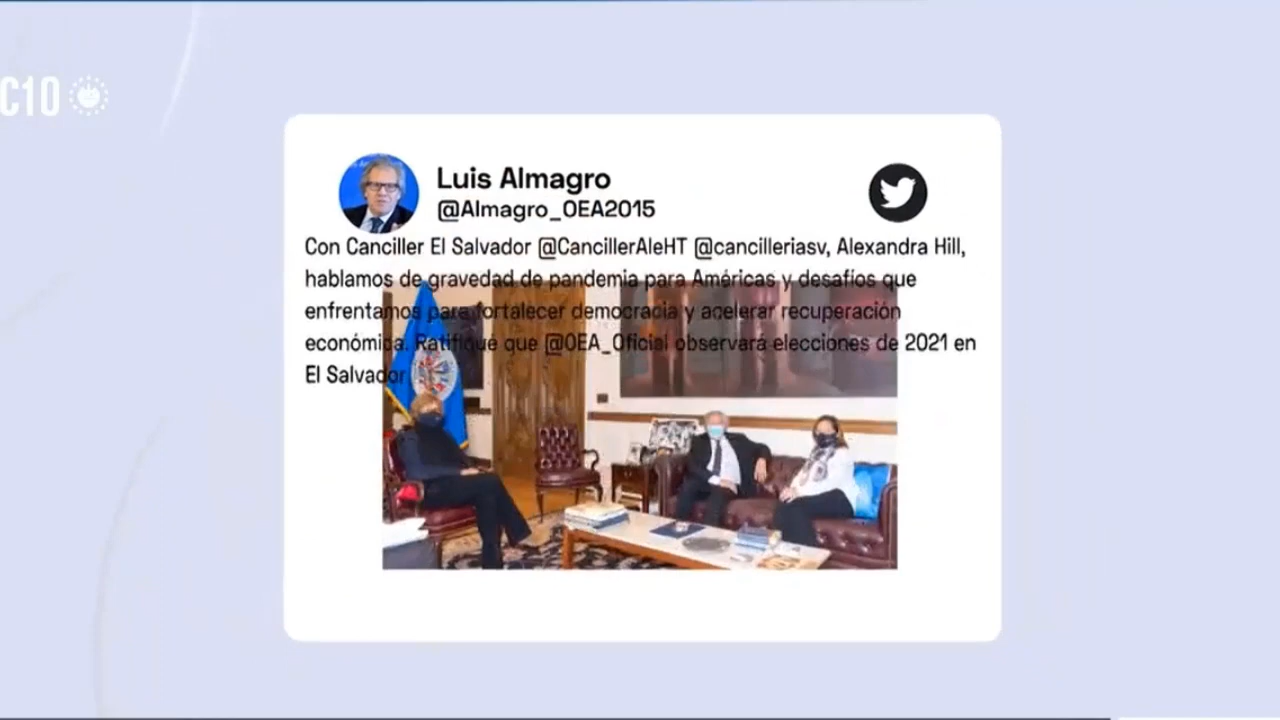 C10
Luis Almagro
@Almagro_OEA2015
Con Canciller El Salvador @CancillerAleHT @cancilleriasv, Alexandra Hill,
hablamos de gravedad de pandemia para Américas y desafíos que
enfrentamos para fortalecer democracia y acelerar recuperación
económica. Ratifiqué que @OEA_Oficial observará elecciones de 2021 en
El Salvador